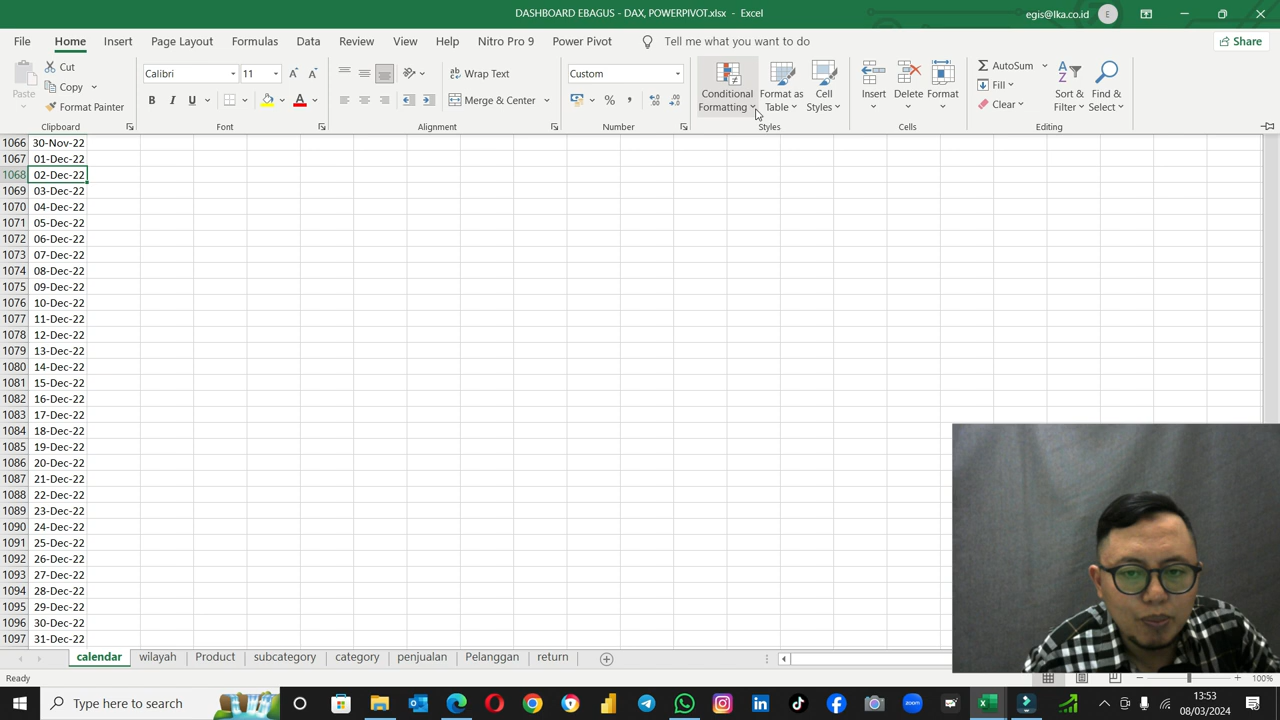 DASHBOARD EBAGUS - DAX, POWERPIVOT.xlsx - Excel
egis@lka.co.id
E
File Home Insert Page Layout Formulas Data Review View Help Nitro Pro 9 Power Pivot Tell me what you want to do
Share
Paste
Cut
Copy
Format Painter
Clipboard
Calibri 11
B I U
Font
Wrap Text
Merge & Center
Alignment
Custom
% ,
Number
Conditional Formatting
Format as Table
Cell Styles
Styles
Insert Delete Format
Cells
AutoSum
Fill
Clear
Sort & Filter
Find & Select
Editing
1066 30-Nov-22
1067 01-Dec-22
1068 02-Dec-22
1069 03-Dec-22
1070 04-Dec-22
1071 05-Dec-22
1072 06-Dec-22
1073 07-Dec-22
1074 08-Dec-22
1075 09-Dec-22
1076 10-Dec-22
1077 11-Dec-22
1078 12-Dec-22
1079 13-Dec-22
1080 14-Dec-22
1081 15-Dec-22
1082 16-Dec-22
1083 17-Dec-22
1084 18-Dec-22
1085 19-Dec-22
1086 20-Dec-22
1087 21-Dec-22
1088 22-Dec-22
1089 23-Dec-22
1090 24-Dec-22
1091 25-Dec-22
1092 26-Dec-22
1093 27-Dec-22
1094 28-Dec-22
1095 29-Dec-22
1096 30-Dec-22
1097 31-Dec-22
calendar wilayah Product subcategory category penjualan Pelanggan return
Ready
100%
Type here to search
zoom
13:53
08/03/2024